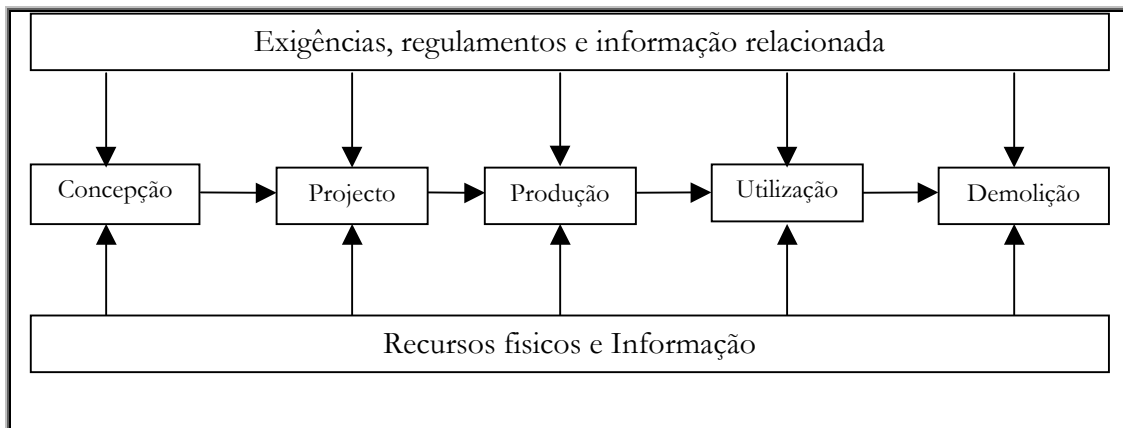 Exigências, regulamentos e informação relacionada
Concepção
Projecto
Produção
Utilização
Demolição
Recursos fisicos e Informação